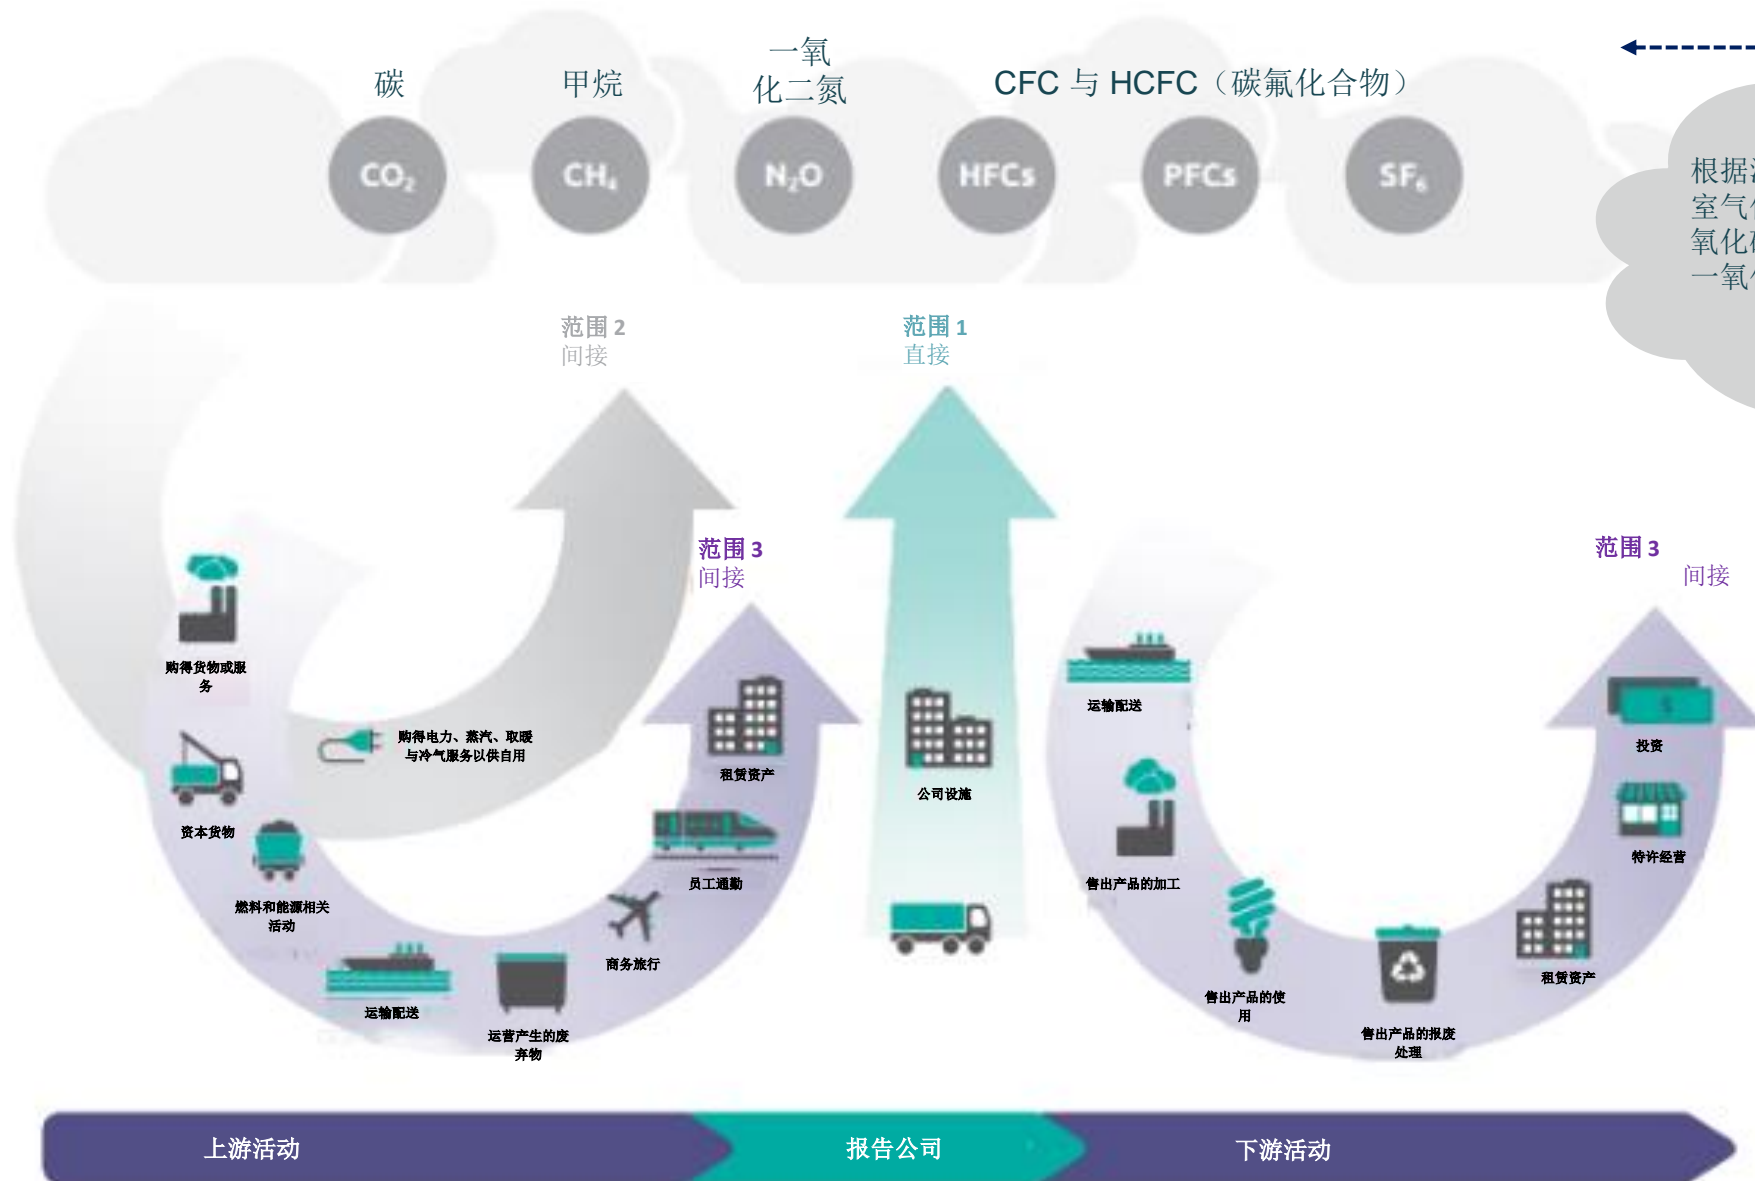 碳
甲烷
一氧
化二氮
CFC 与 HCFC（碳氟化合物）
CO₂
CH₄
N₂O
HFCs
PFCs
SF₆
根据
室气
氧化
一氧
范围 2
间接
范围 1
直接
范围 3
间接
范围 3
间接
购得货物或服
务
购得电力、蒸汽、取暖
与冷气服务以供自用
资本货物
燃料和能源相关
活动
运输配送
运营产生的废
弃物
商务旅行
员工通勤
租赁资产
公司设施
运输配送
售出产品的加工
售出产品的使
用
售出产品的报废
处理
租赁资产
特许经营
投资
$
上游活动
报告公司
下游活动